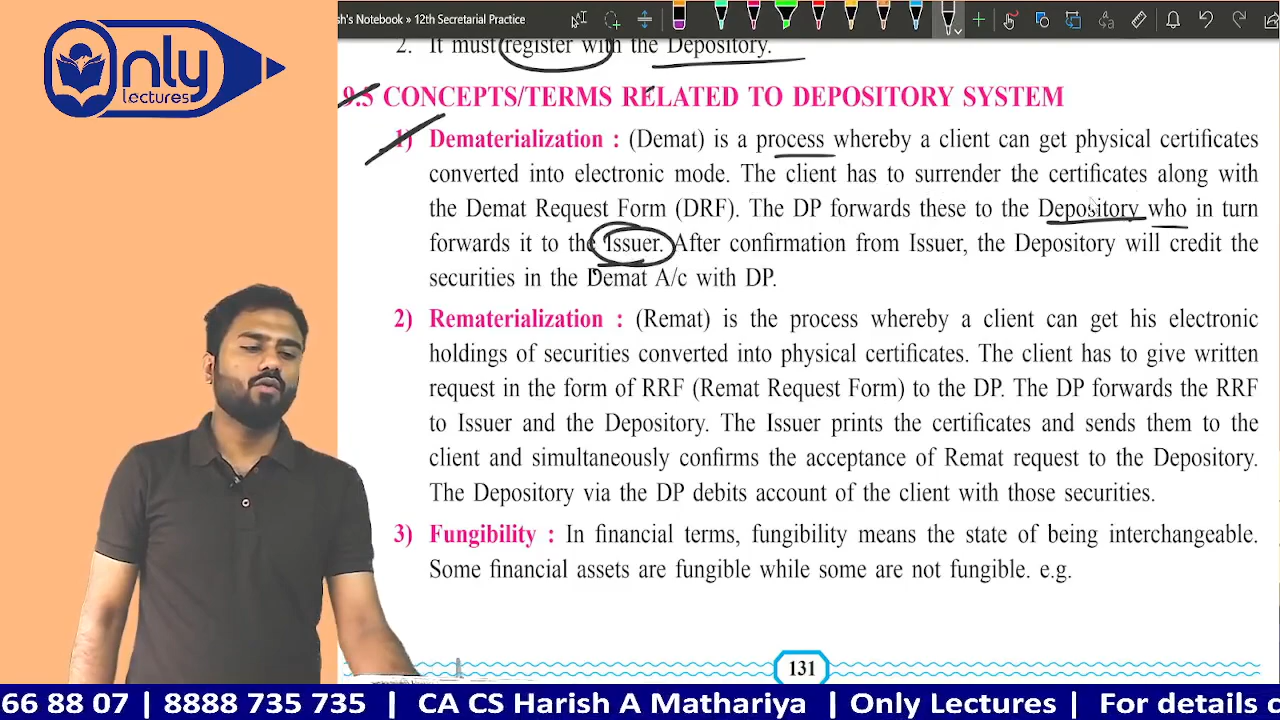 Only
lectures
sh's Notebook » 12th Secretarial Practice
2. It must register with the Depository.
9.5 CONCEPTS/TERMS RELATED TO DEPOSITORY SYSTEM
1) Dematerialization : (Demat) is a process whereby a client can get physical certificates
converted into electronic mode. The client has to surrender the certificates along with
the Demat Request Form (DRF). The DP forwards these to the Depository who in turn
forwards it to the Issuer. After confirmation from Issuer, the Depository will credit the
securities in the Demat A/c with DP.
2) Rematerialization : (Remat) is the process whereby a client can get his electronic
holdings of securities converted into physical certificates. The client has to give written
request in the form of RRF (Remat Request Form) to the DP. The DP forwards the RRF
to Issuer and the Depository. The Issuer prints the certificates and sends them to the
client and simultaneously confirms the acceptance of Remat request to the Depository.
The Depository via the DP debits account of the client with those securities.
3) Fungibility : In financial terms, fungibility means the state of being interchangeable.
Some financial assets are fungible while some are not fungible. e.g.
131
66 88 07 | 8888 735 735 | CA CS Harish A Mathariya | Only Lectures | For details c